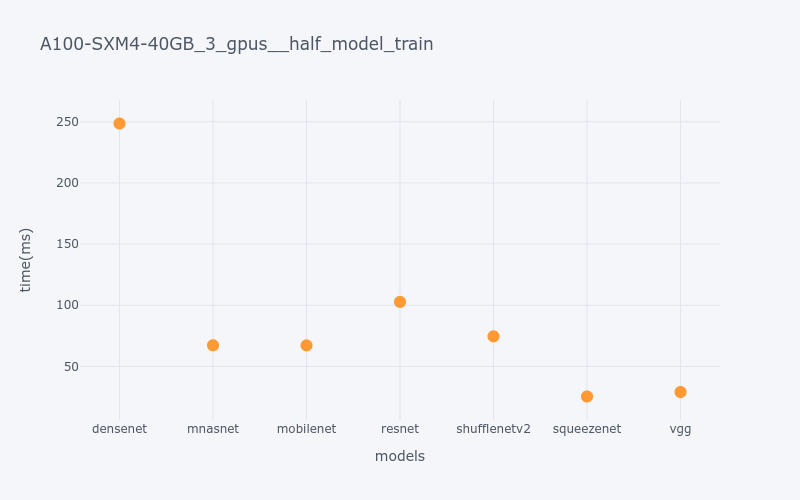 A100-SXM4-40GB_3_gpus__half_model_train
250
200
150
100
50
time(ms)
densenet mnasnet mobilenet resnet shufflenetv2 squeezenet vgg
models